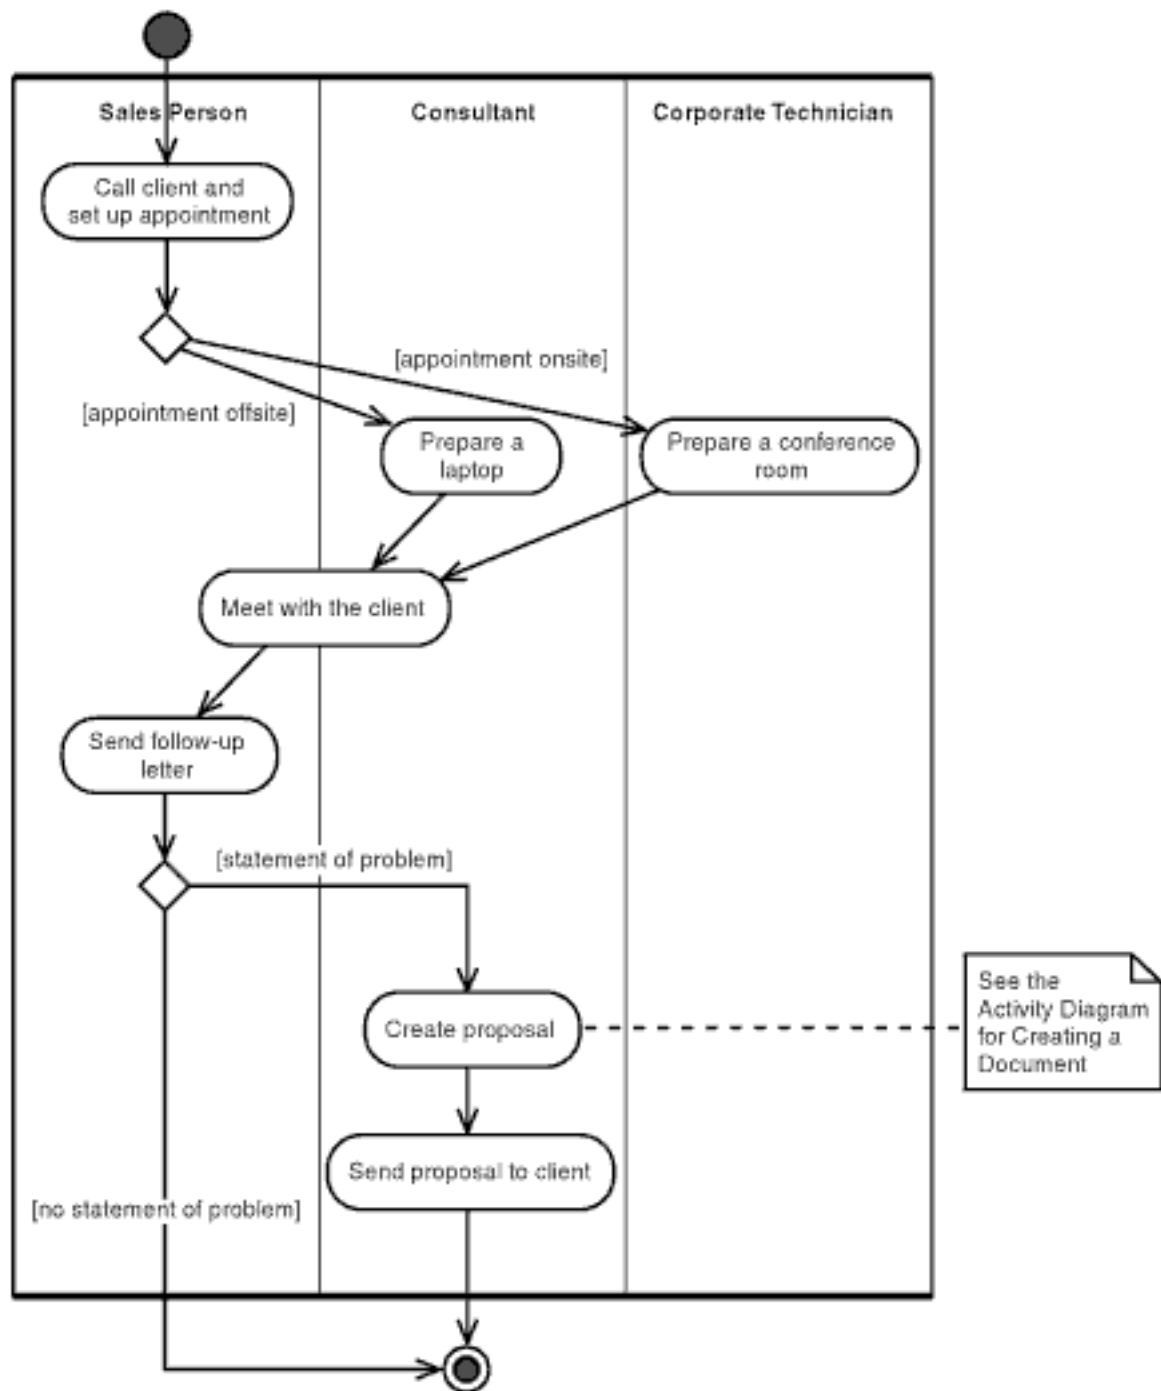 Sales Person
Consultant
Corporate Technician
Call client and
set up appointment
[appointment onsite]
[appointment offsite]
Prepare a
laptop
Prepare a conference
room
Meet with the client
Send follow-up
letter
[statement of problem]
Create proposal
See the
Activity Diagram
for Creating a
Document
Send proposal to client
[no statement of problem]